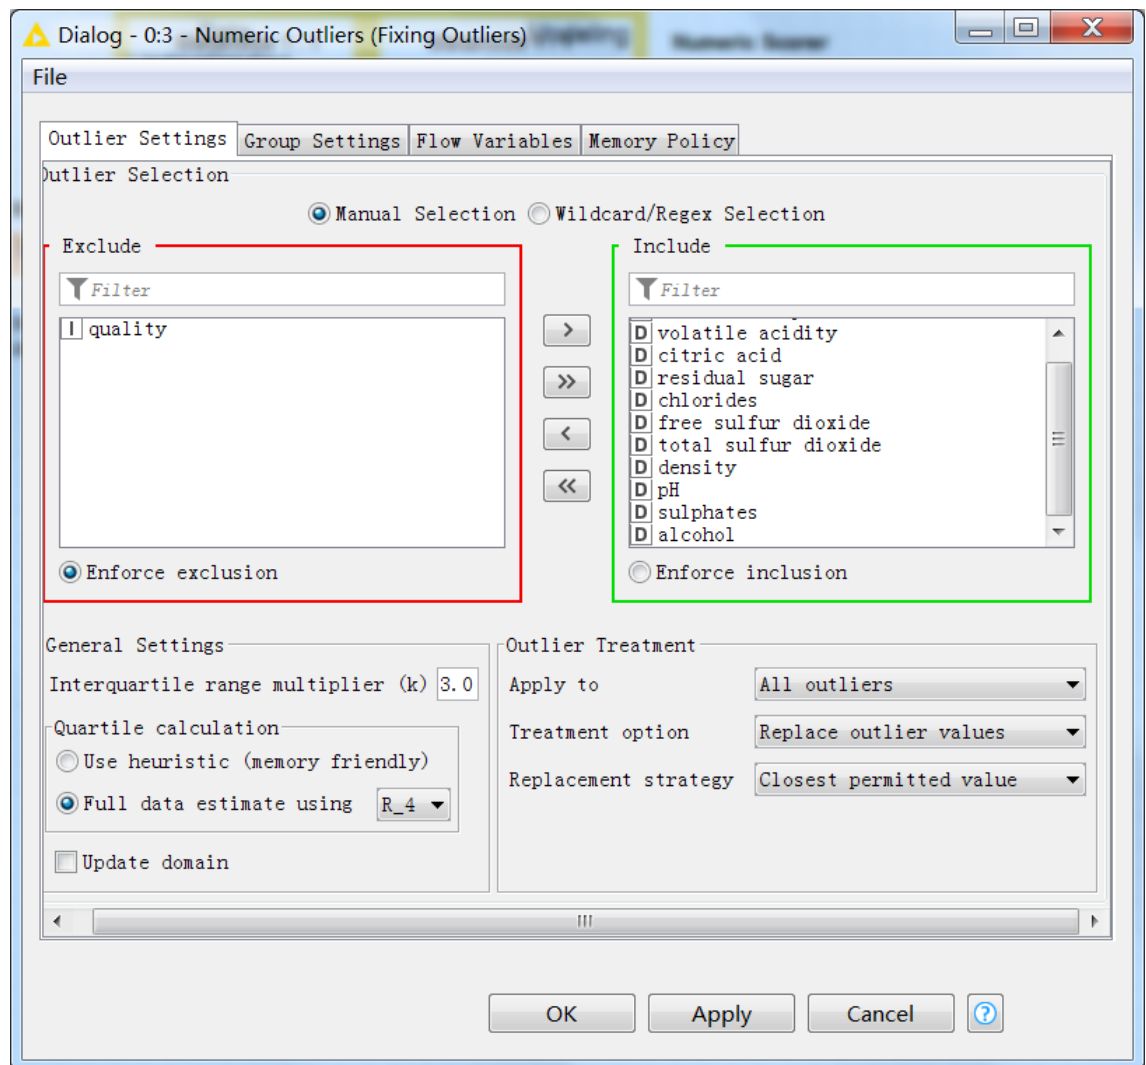 Dialog - 0:3 - Numeric Outliers (Fixing Outliers)
Numeric Scorer
File
Outlier Settings Group Settings Flow Variables Memory Policy
Outlier Selection
Manual Selection Wildcard/Regex Selection
Exclude Include
Filter Filter
I quality
D volatile acidity
D citric acid
D residual sugar
D chlorides
D free sulfur dioxide
D total sulfur dioxide
D density
D pH
D sulphates
D alcohol
> 
>>
<
<<
Enforce exclusion Enforce inclusion
General Settings
Interquartile range multiplier (k) 3.0
Quartile calculation
Use heuristic (memory friendly)
Full data estimate using R_4
Update domain
Outlier Treatment
Apply to All outliers
Treatment option Replace outlier values
Replacement strategy Closest permitted value
OK Apply Cancel ?